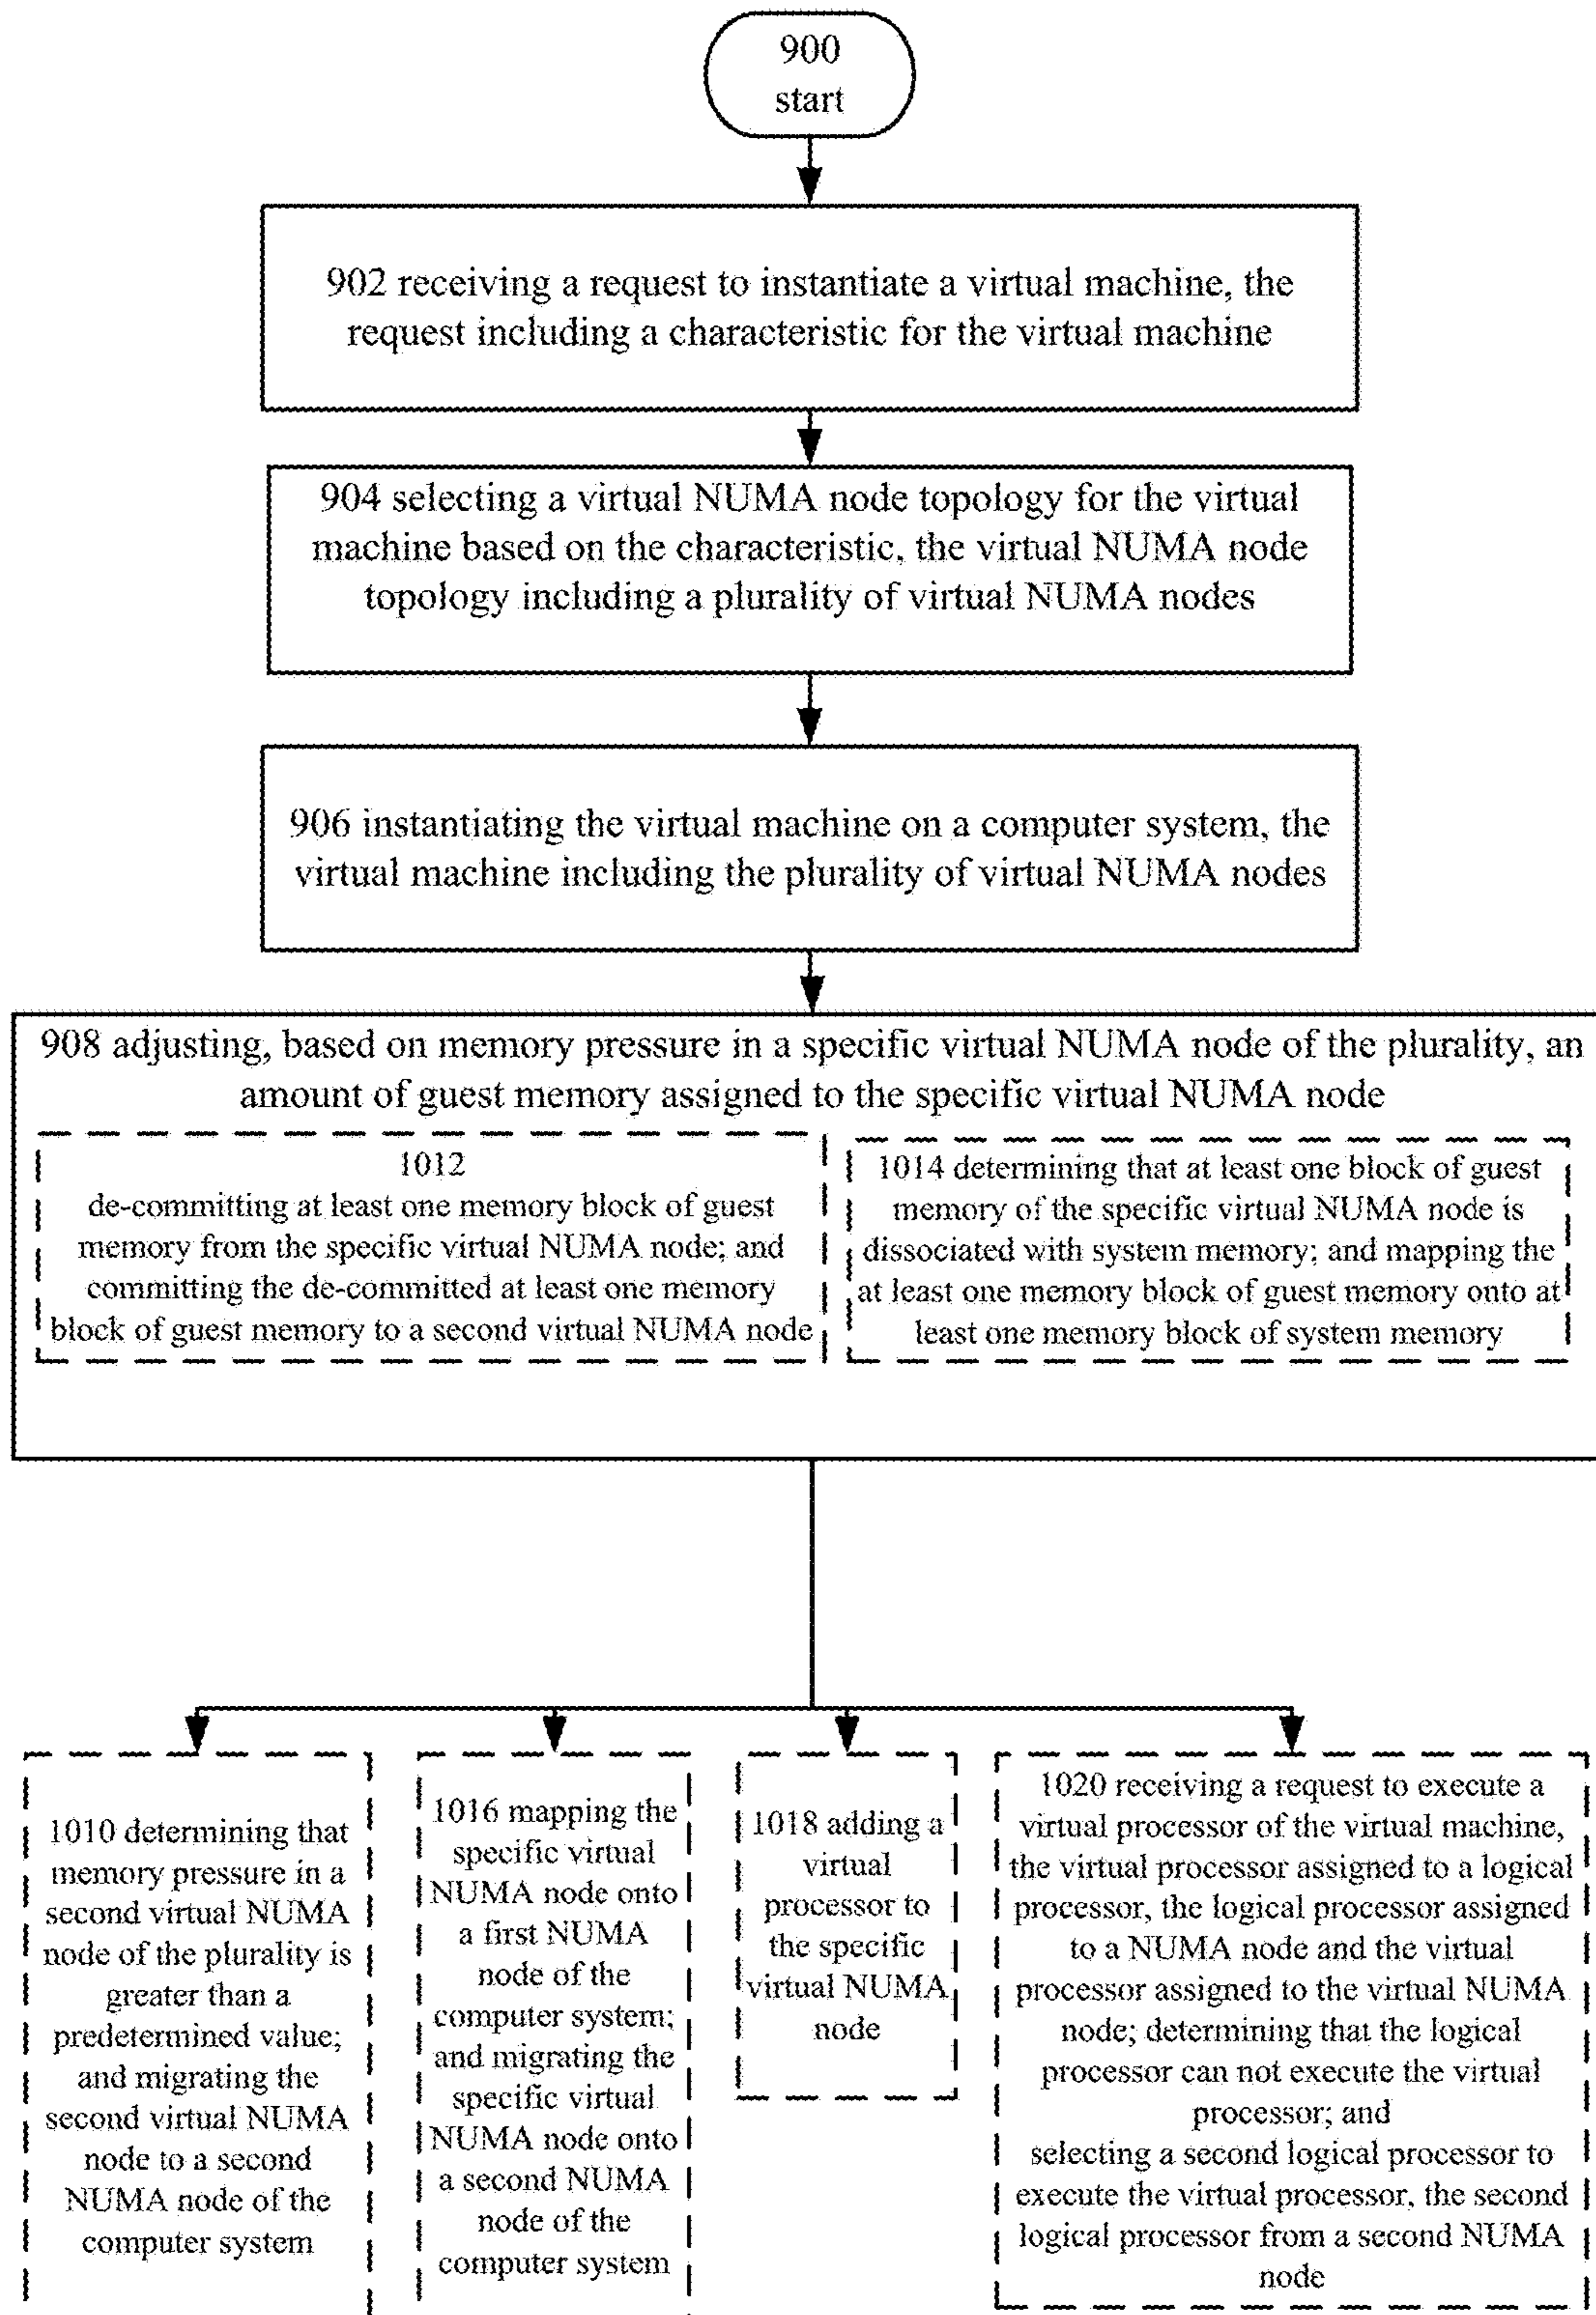 900
start
902 receiving a request to instantiate a virtual machine, the
request including a characteristic for the virtual machine
904 selecting a virtual NUMA node topology for the virtual
machine based on the characteristic, the virtual NUMA node
topology including a plurality of virtual NUMA nodes
906 instantiating the virtual machine on a computer system, the
virtual machine including the plurality of virtual NUMA nodes
908 adjusting, based on memory pressure in a specific virtual NUMA node of the plurality, an
amount of guest memory assigned to the specific virtual NUMA node
1012
de-committing at least one memory block of guest
memory from the specific virtual NUMA node; and
committing the de-committed at least one memory
block of guest memory to a second virtual NUMA node
1014 determining that at least one block of guest
memory of the specific virtual NUMA node is
dissociated with system memory; and mapping the
at least one memory block of guest memory onto at
least one memory block of system memory
1010 determining that
memory pressure in a
second virtual NUMA
node of the plurality is
greater than a
predetermined value;
and migrating the
second virtual NUMA
node to a second
NUMA node of the
computer system
1016 mapping the
specific virtual
NUMA node onto
a first NUMA
node of the
computer system;
and migrating the
specific virtual
NUMA node onto
a second NUMA
node of the
computer system
1018 adding a
virtual
processor to
the specific
virtual NUMA
node
1020 receiving a request to execute a
virtual processor of the virtual machine,
the virtual processor assigned to a logical
processor, the logical processor assigned
to a NUMA node and the virtual
processor assigned to the virtual NUMA
node; determining that the logical
processor can not execute the virtual
processor; and
selecting a second logical processor to
execute the virtual processor, the second
logical processor from a second NUMA
node